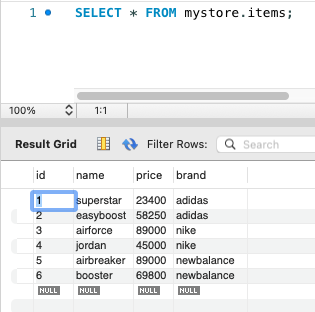 1 SELECT * FROM mystore.items;
100% 1:1
Result Grid Filter Rows: Search
id name price brand
1 superstar 23400 adidas
2 easyboost 58250 adidas
3 airforce 89000 nike
4 jordan 45000 nike
5 airbreaker 89000 newbalance
6 booster 69800 newbalance
NULL NULL NULL NULL